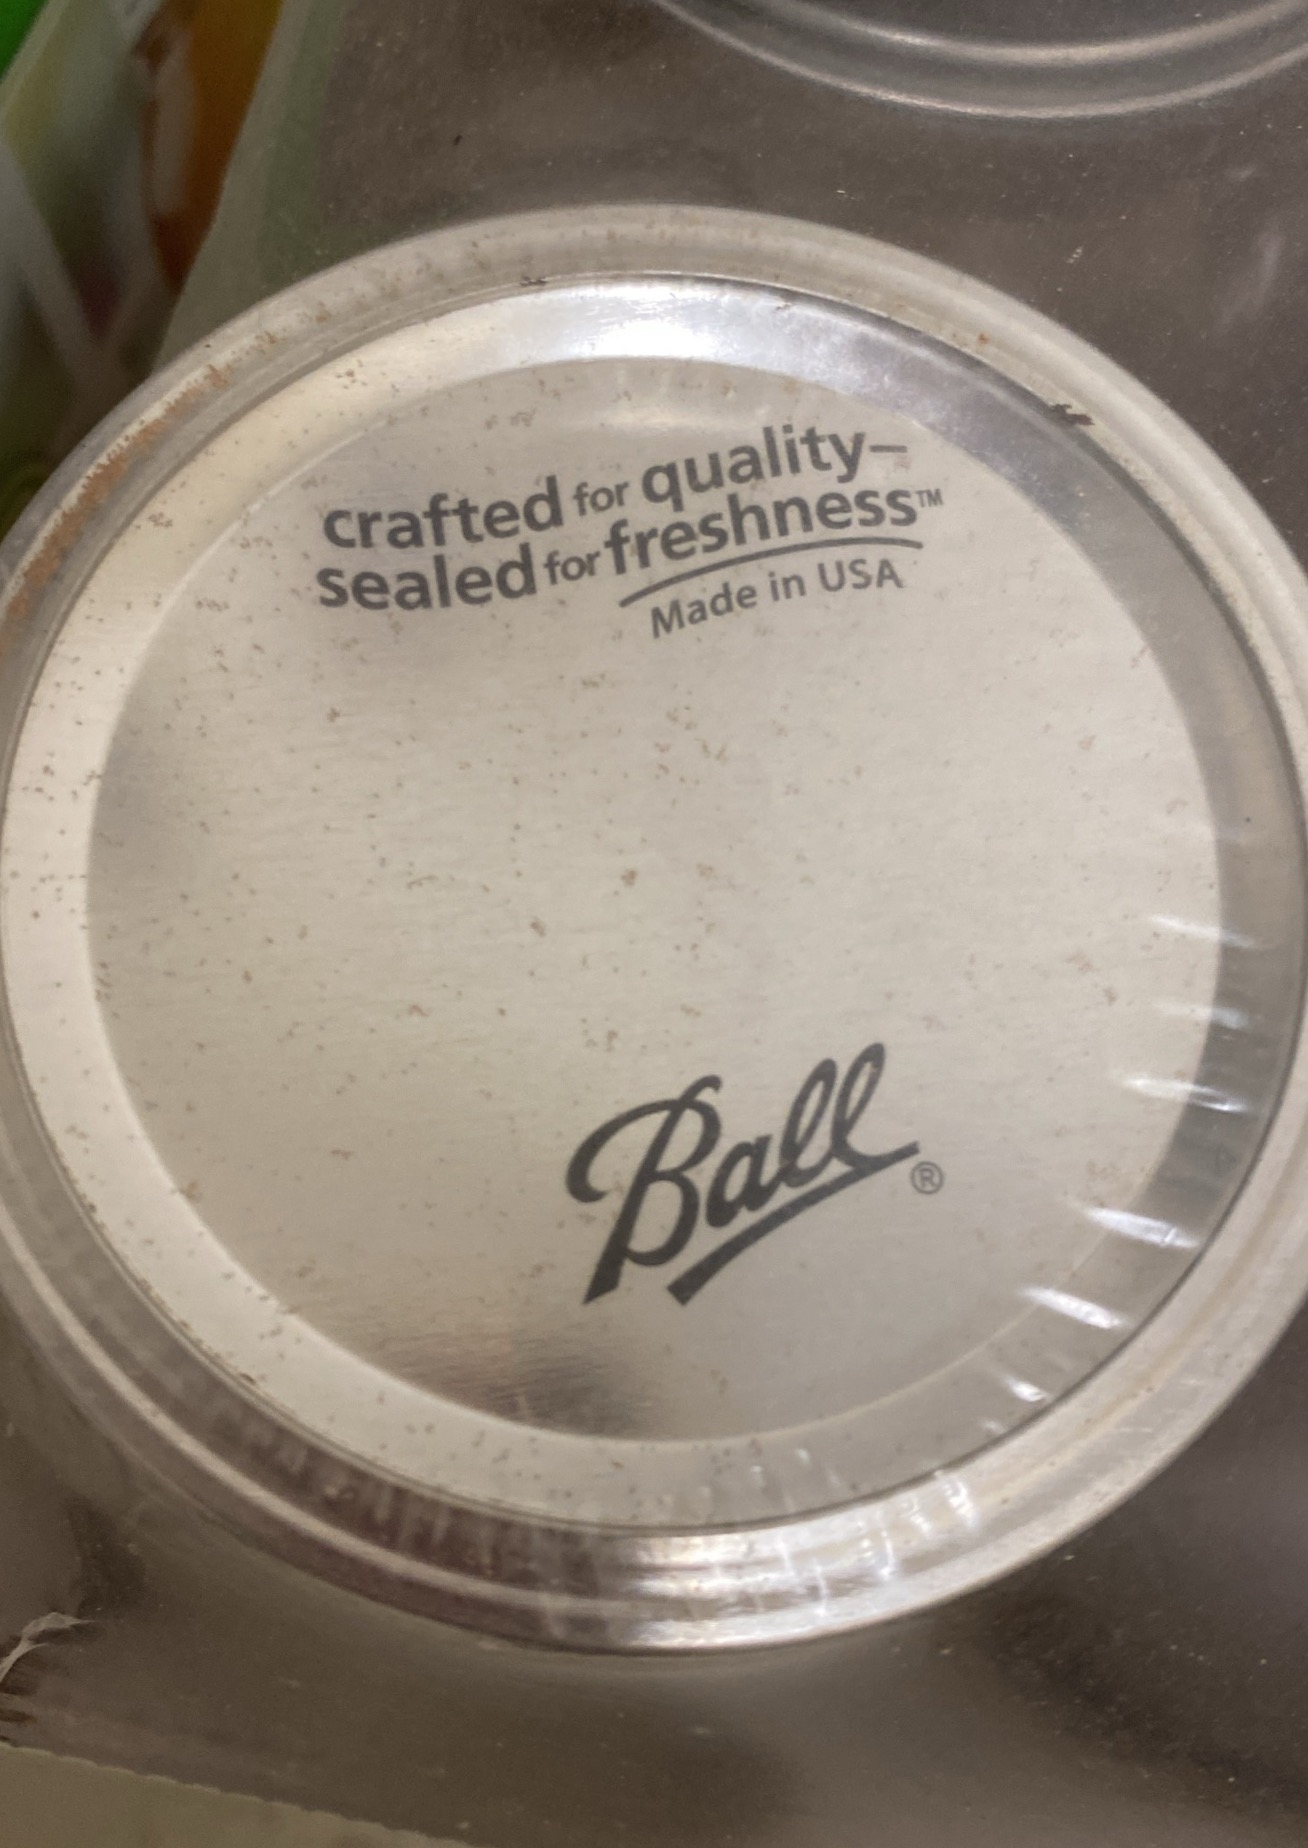 crafted for quality–
sealed for freshness™
Made in USA
Ball®